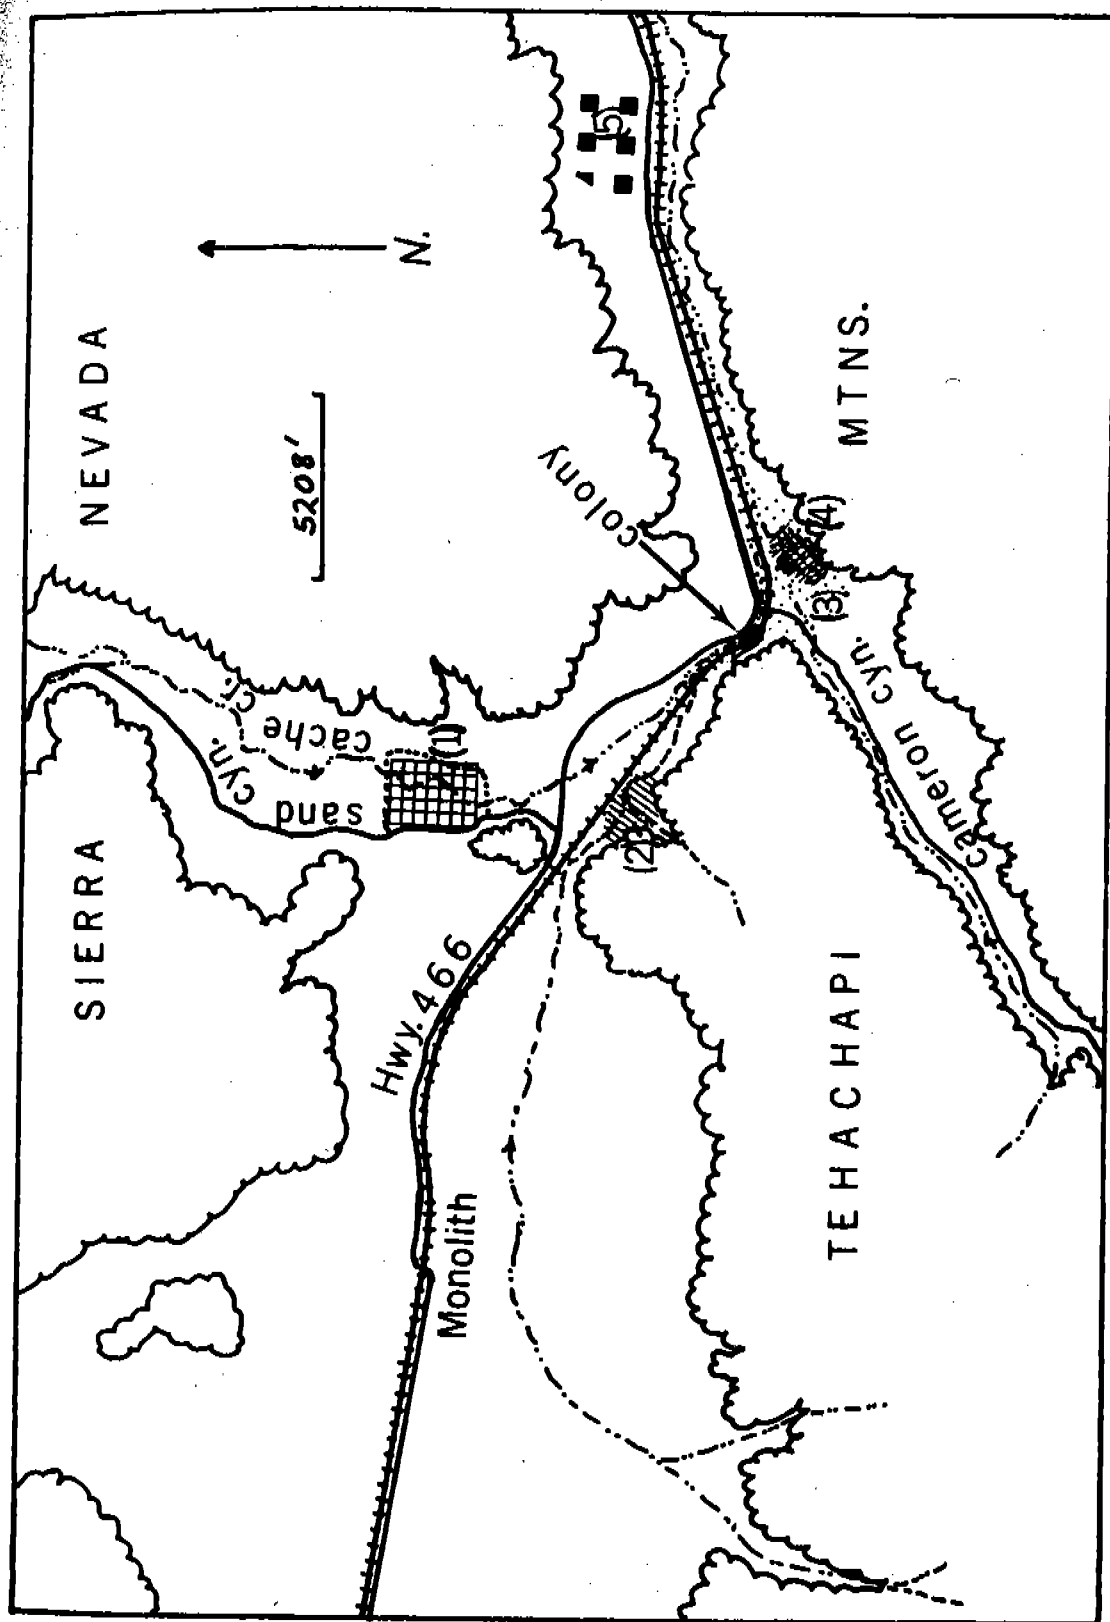 SIERRA NEVADA
5208'
N.
sand cyn.
cache cr.
(1)
Hwy. 466
Monolith
colony
(2)
(3)
(4)
(5)
cameron cyn.
TEHACHAPI MTNS.